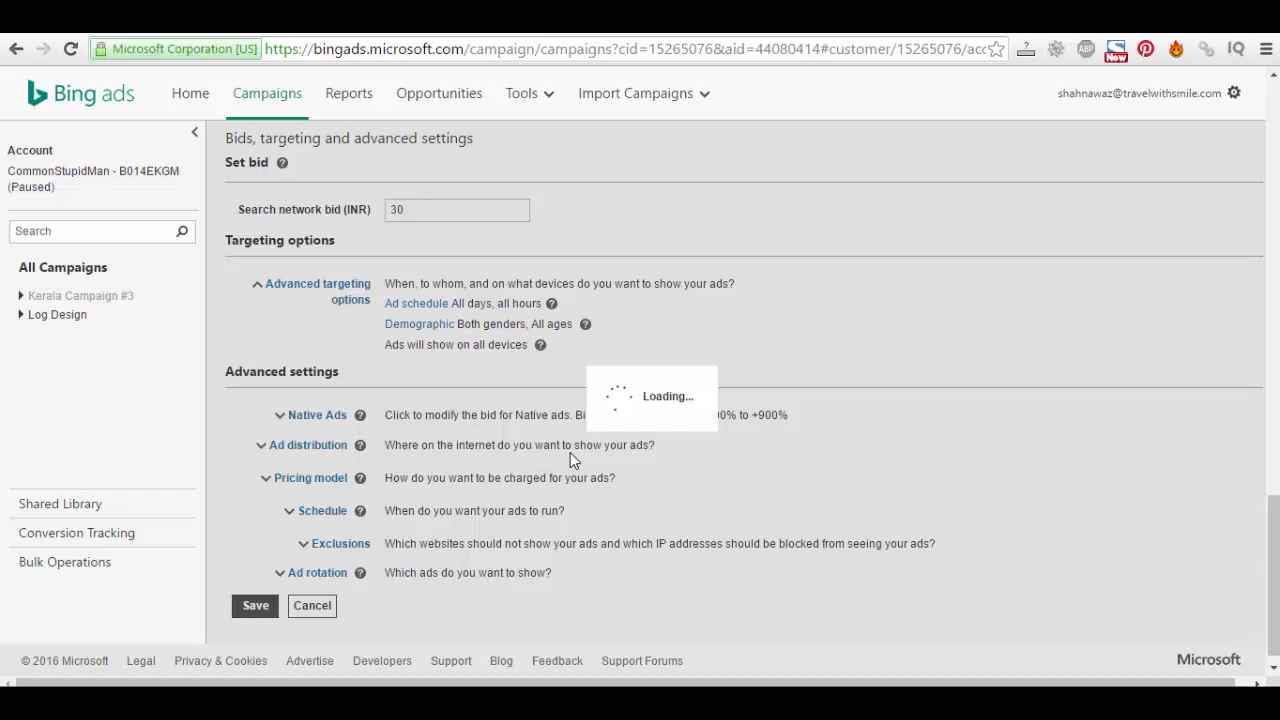 Microsoft Corporation [US] https://bingads.microsoft.com/campaign/campaigns?cid=15265076&aid=44080414#customer/15265076/acc
ABP
New
IQ
Bing ads
Home Campaigns Reports Opportunities Tools Import Campaigns shahnawaz@travelwithsmile.com
Account
CommonStupidMan - B014EKGM
(Paused)
Search
All Campaigns
Kerala Campaign #3
Log Design
Shared Library
Conversion Tracking
Bulk Operations
Bids, targeting and advanced settings
Set bid
Search network bid (INR) 30
Targeting options
Advanced targeting options When, to whom, and on what devices do you want to show your ads?
Ad schedule All days, all hours
Demographic Both genders, All ages
Ads will show on all devices
Advanced settings
Loading...
Native Ads Click to modify the bid for Native ads. 00% to +900%
Ad distribution Where on the internet do you want to show your ads?
Pricing model How do you want to be charged for your ads?
Schedule When do you want your ads to run?
Exclusions Which websites should not show your ads and which IP addresses should be blocked from seeing your ads?
Ad rotation Which ads do you want to show?
Save Cancel
© 2016 Microsoft Legal Privacy & Cookies Advertise Developers Support Blog Feedback Support Forums Microsoft